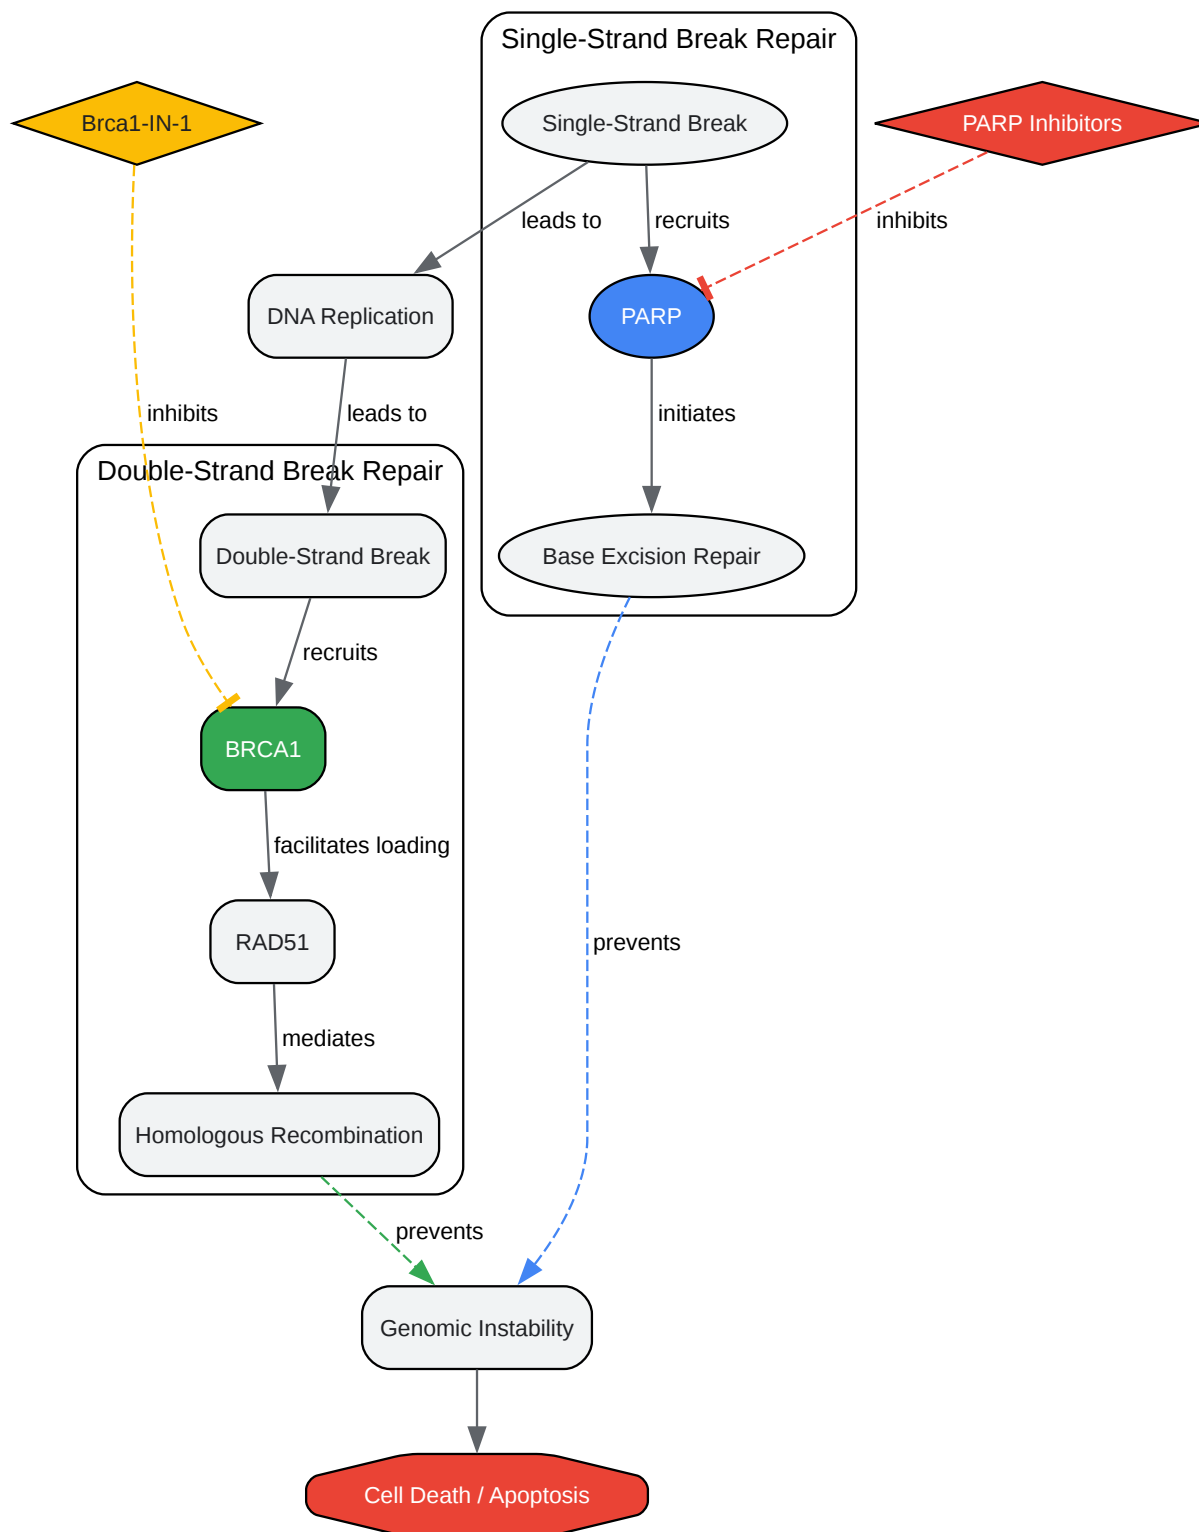 Single-Strand Break Repair
Brca1-IN-1
Single-Strand Break
PARP Inhibitors
leads to
recruits
inhibits
DNA Replication
PARP
inhibits
leads to
initiates
Double-Strand Break Repair
Double-Strand Break
Base Excision Repair
recruits
BRCA1
facilitates loading
RAD51
prevents
mediates
Homologous Recombination
prevents
Genomic Instability
Cell Death / Apoptosis